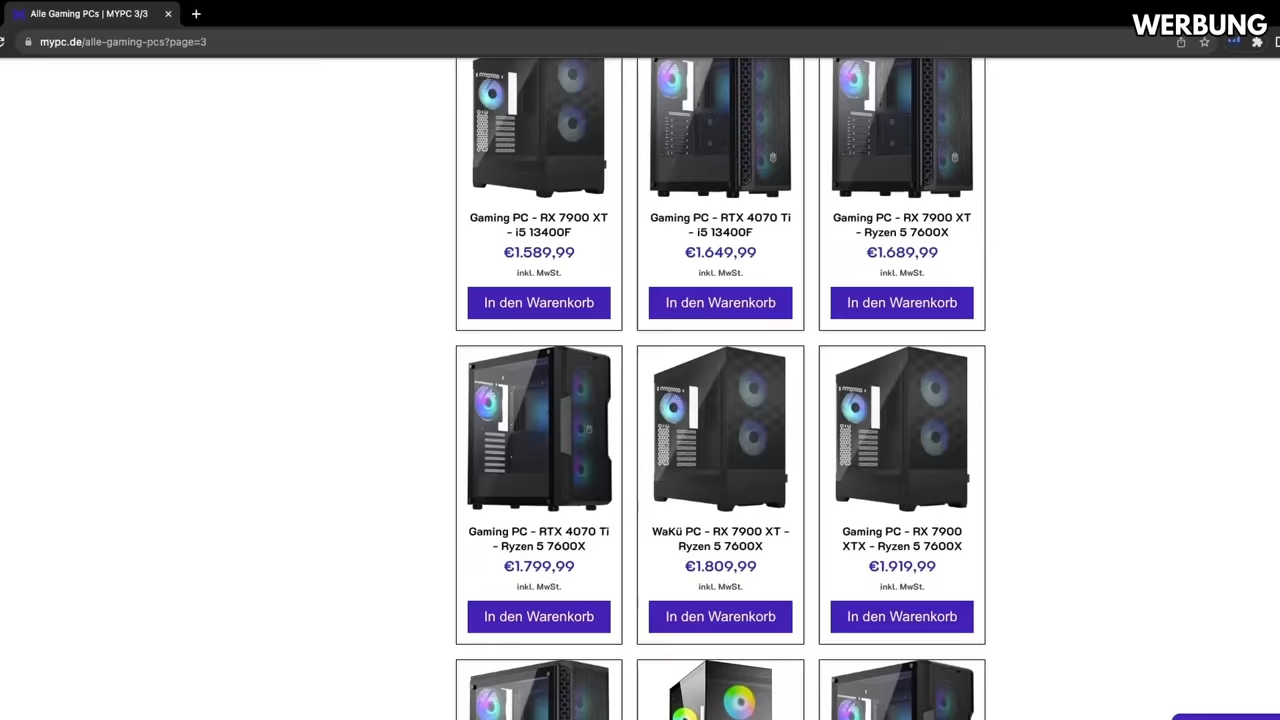 Alle Gaming PCs | MYPC 3/3
WERBUNG
mypc.de/alle-gaming-pcs?page=3
Gaming PC - RX 7900 XT
- i5 13400F
€1.589,99
inkl. MwSt.
In den Warenkorb
Gaming PC - RTX 4070 Ti
- i5 13400F
€1.649,99
inkl. MwSt.
In den Warenkorb
Gaming PC - RX 7900 XT
- Ryzen 5 7600X
€1.689,99
inkl. MwSt.
In den Warenkorb
Gaming PC - RTX 4070 Ti
- Ryzen 5 7600X
€1.799,99
inkl. MwSt.
In den Warenkorb
WaKü PC - RX 7900 XT -
Ryzen 5 7600X
€1.809,99
inkl. MwSt.
In den Warenkorb
Gaming PC - RX 7900
XTX - Ryzen 5 7600X
€1.919,99
inkl. MwSt.
In den Warenkorb